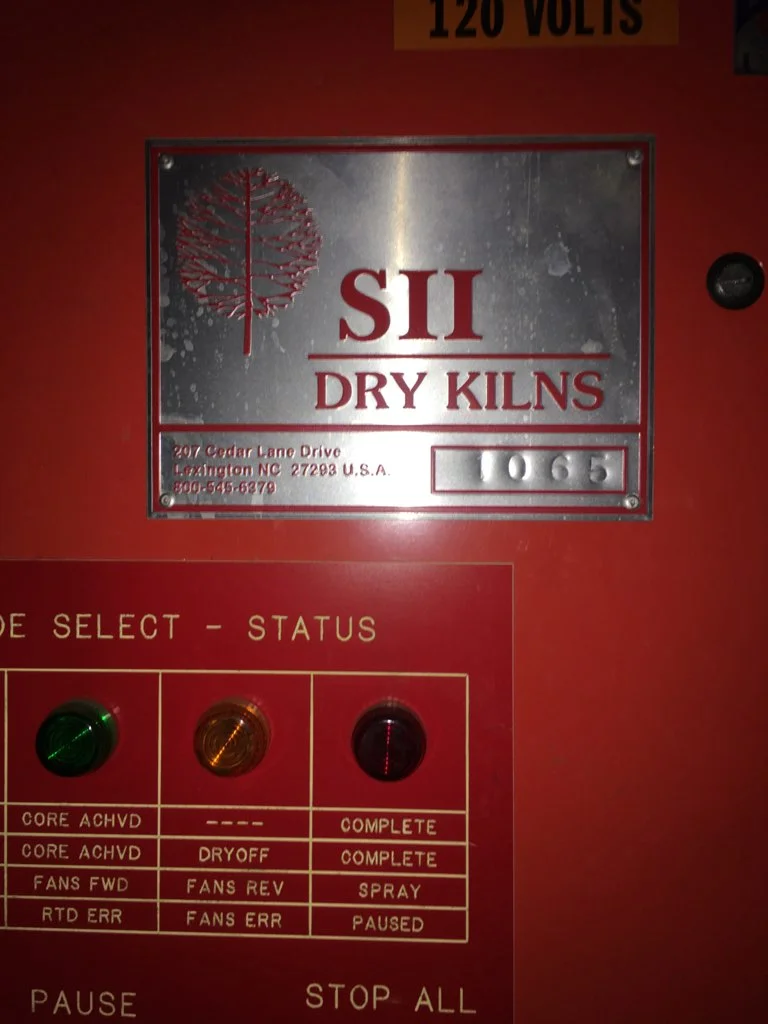 120 VOLTS
SII
DRY KILNS
207 Cedar Lane Drive
Lexington NC 27293 U.S.A.
800-545-6379
1065
DE SELECT - STATUS
CORE ACHVD ---- COMPLETE
CORE ACHVD DRYOFF COMPLETE
FANS FWD FANS REV SPRAY
RTD ERR FANS ERR PAUSED
PAUSE STOP ALL